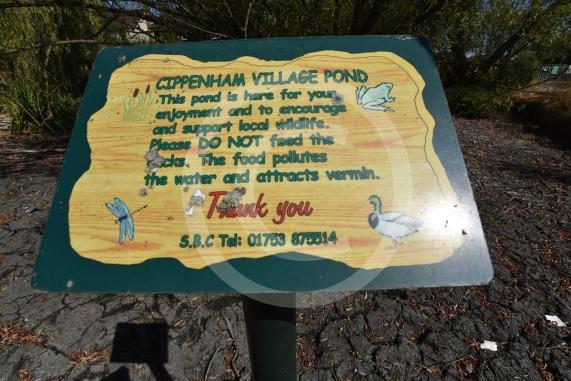 CIPPENHAM VILLAGE POND
This pond is here for your
enjoyment and to encourage
and support local wildlife.
Please DO NOT feed the
cks. The food pollutes
the water and attracts vermin.
Thank you
S.B.C Tel: 01753 875514